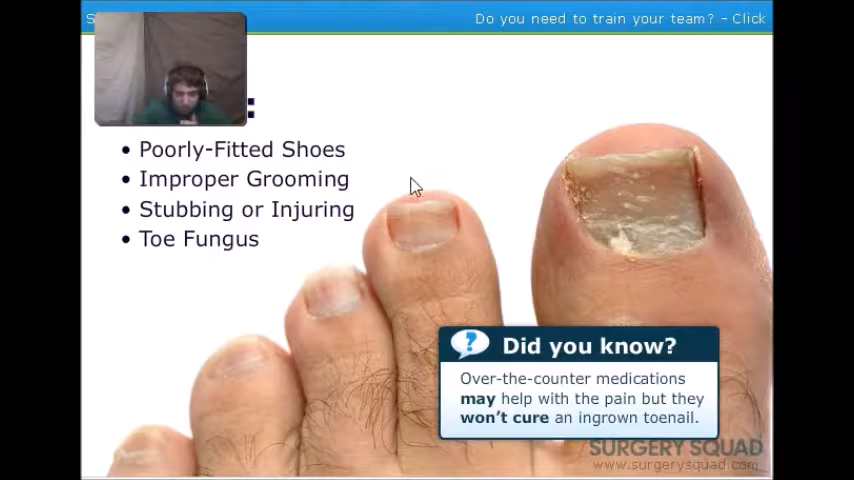 S
Do you need to train your team? – Click
:
• Poorly-Fitted Shoes
• Improper Grooming
• Stubbing or Injuring
• Toe Fungus
? Did you know?
Over-the-counter medications
may help with the pain but they
won't cure an ingrown toenail.
SURGERY SQUAD
www.surgerysquad.com